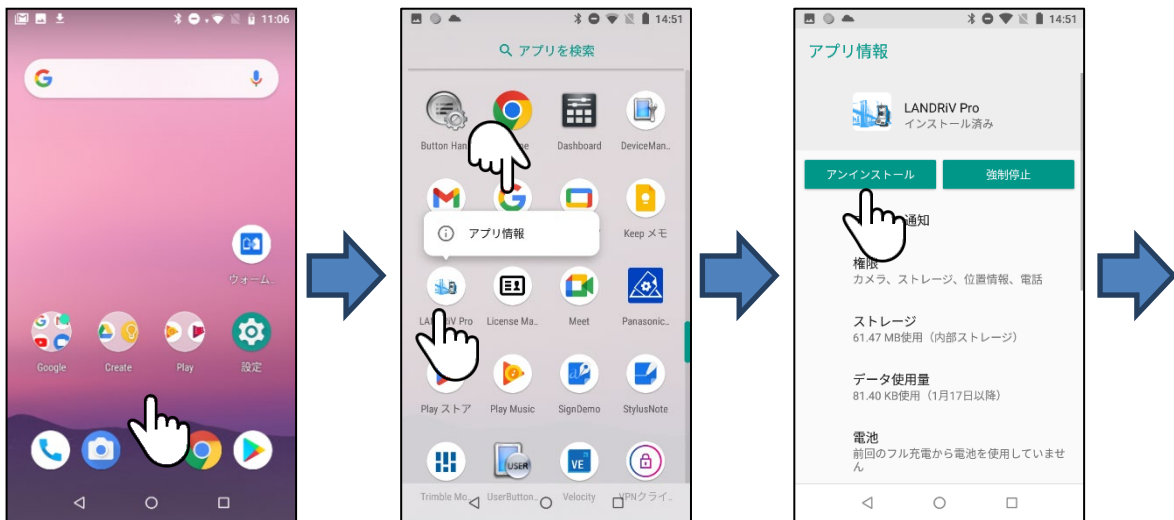 11:06
ウォーム..
Google
Create
Play
設定
14:51
アプリを検索
Button Han
Dashboard
DeviceMan..
アプリ情報
Keep メモ
LANDRiV Pro
License Ma..
Meet
Panasonic..
Play ストア
Play Music
SignDemo
StylusNote
USER
VE
Trimble Mo..
UserButton..
Velocity
VPNクライ..
14:51
アプリ情報
LANDRiV Pro
インストール済み
アンインストール
強制停止
通知
権限
カメラ、ストレージ、位置情報、電話
ストレージ
61.47 MB使用（内部ストレージ）
データ使用量
81.40 KB使用（1月17日以降）
電池
前回のフル充電から電池を使用していませ
ん